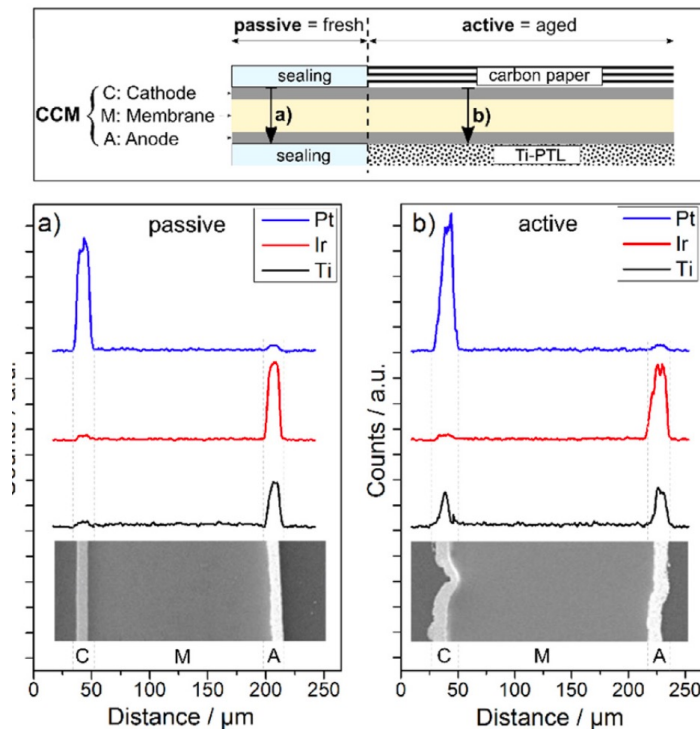 passive = fresh
active = aged
sealing
carbon paper
CCM
C: Cathode
M: Membrane
A: Anode
a)
b)
sealing
Ti-PTL
a)
passive
Pt
Ir
Ti
C
M
A
0
50
100
150
200
250
Distance / µm
b)
active
Pt
Ir
Ti
Counts / a.u.
C
M
A
0
50
100
150
200
250
Distance / µm